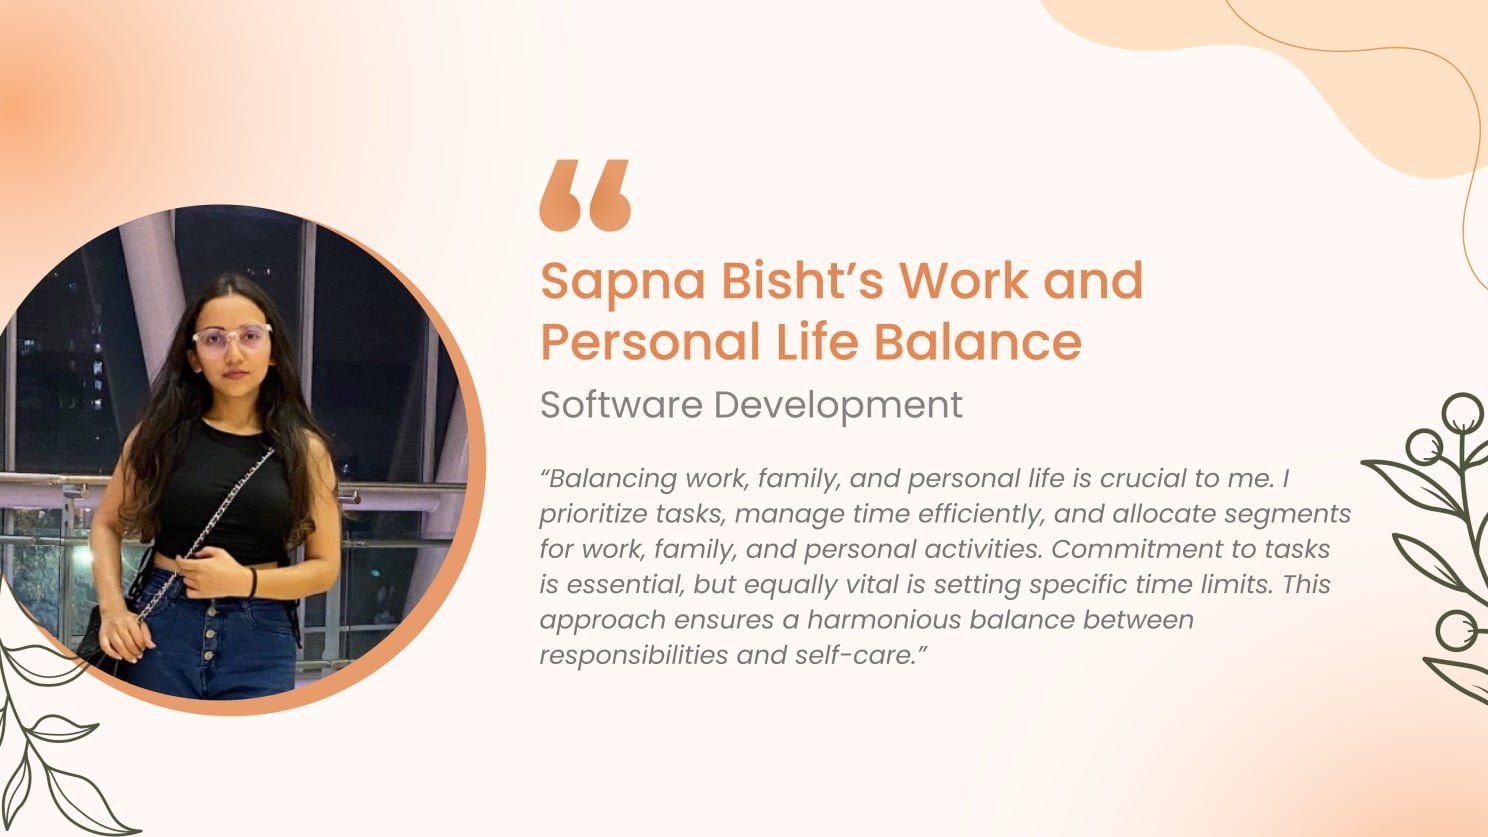 Sapna Bisht’s Work and
Personal Life Balance
Software Development
“Balancing work, family, and personal life is crucial to me. I
prioritize tasks, manage time efficiently, and allocate segments
for work, family, and personal activities. Commitment to tasks
is essential, but equally vital is setting specific time limits. This
approach ensures a harmonious balance between
responsibilities and self-care.”